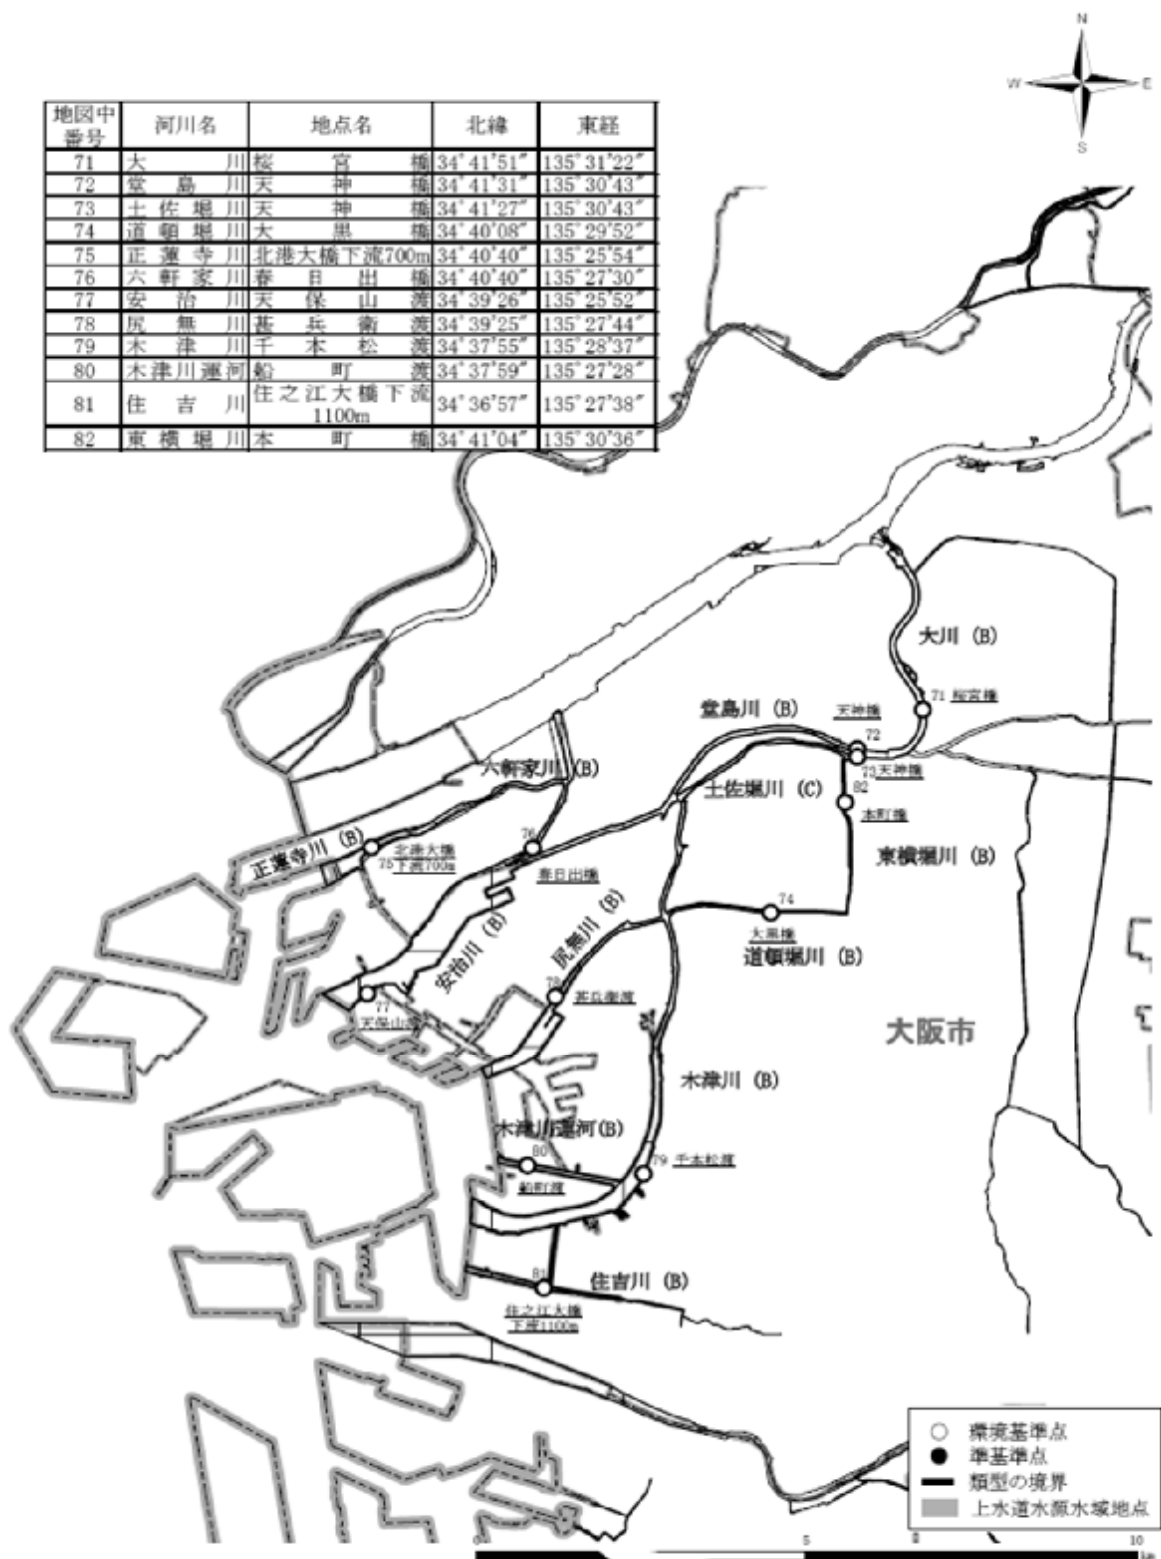 N
W E
S
地図中番号 河川名 地点名 北緯 東経
71 大川 桜宮橋 34°41'51" 135°31'22"
72 堂島川 天神橋 34°41'31" 135°30'43"
73 土佐堀川 天神橋 34°41'27" 135°30'43"
74 道頓堀川 大黒橋 34°40'08" 135°29'52"
75 正蓮寺川 北港大橋下流700m 34°40'40" 135°25'54"
76 六軒家川 春日出橋 34°40'40" 135°27'30"
77 安治川 天保山渡 34°39'26" 135°25'52"
78 尻無川 甚兵衛渡 34°39'25" 135°27'44"
79 木津川 千本松渡 34°37'55" 135°28'37"
80 木津川運河 船町渡 34°37'59" 135°27'28"
81 住吉川 住之江大橋下流1100m 34°36'57" 135°27'38"
82 東横堀川 本町橋 34°41'04" 135°30'36"
大川 (B)
71 桜宮橋
堂島川 (B)
天神橋
72
73 天神橋
六軒家川 (B)
土佐堀川 (C)
82
本町橋
正蓮寺川 (B)
75
北港大橋
下流700m
76
春日出橋
東横堀川 (B)
74
大黒橋
道頓堀川 (B)
安治川 (B)
尻無川 (B)
78
甚兵衛渡
77
天保山渡
大阪市
木津川 (B)
木津川運河(B)
80
船町渡
79 千本松渡
81
住吉川 (B)
住之江大橋
下流1100m
環境基準点
準基準点
類型の境界
上水道水源水域地点
0 5 10
km